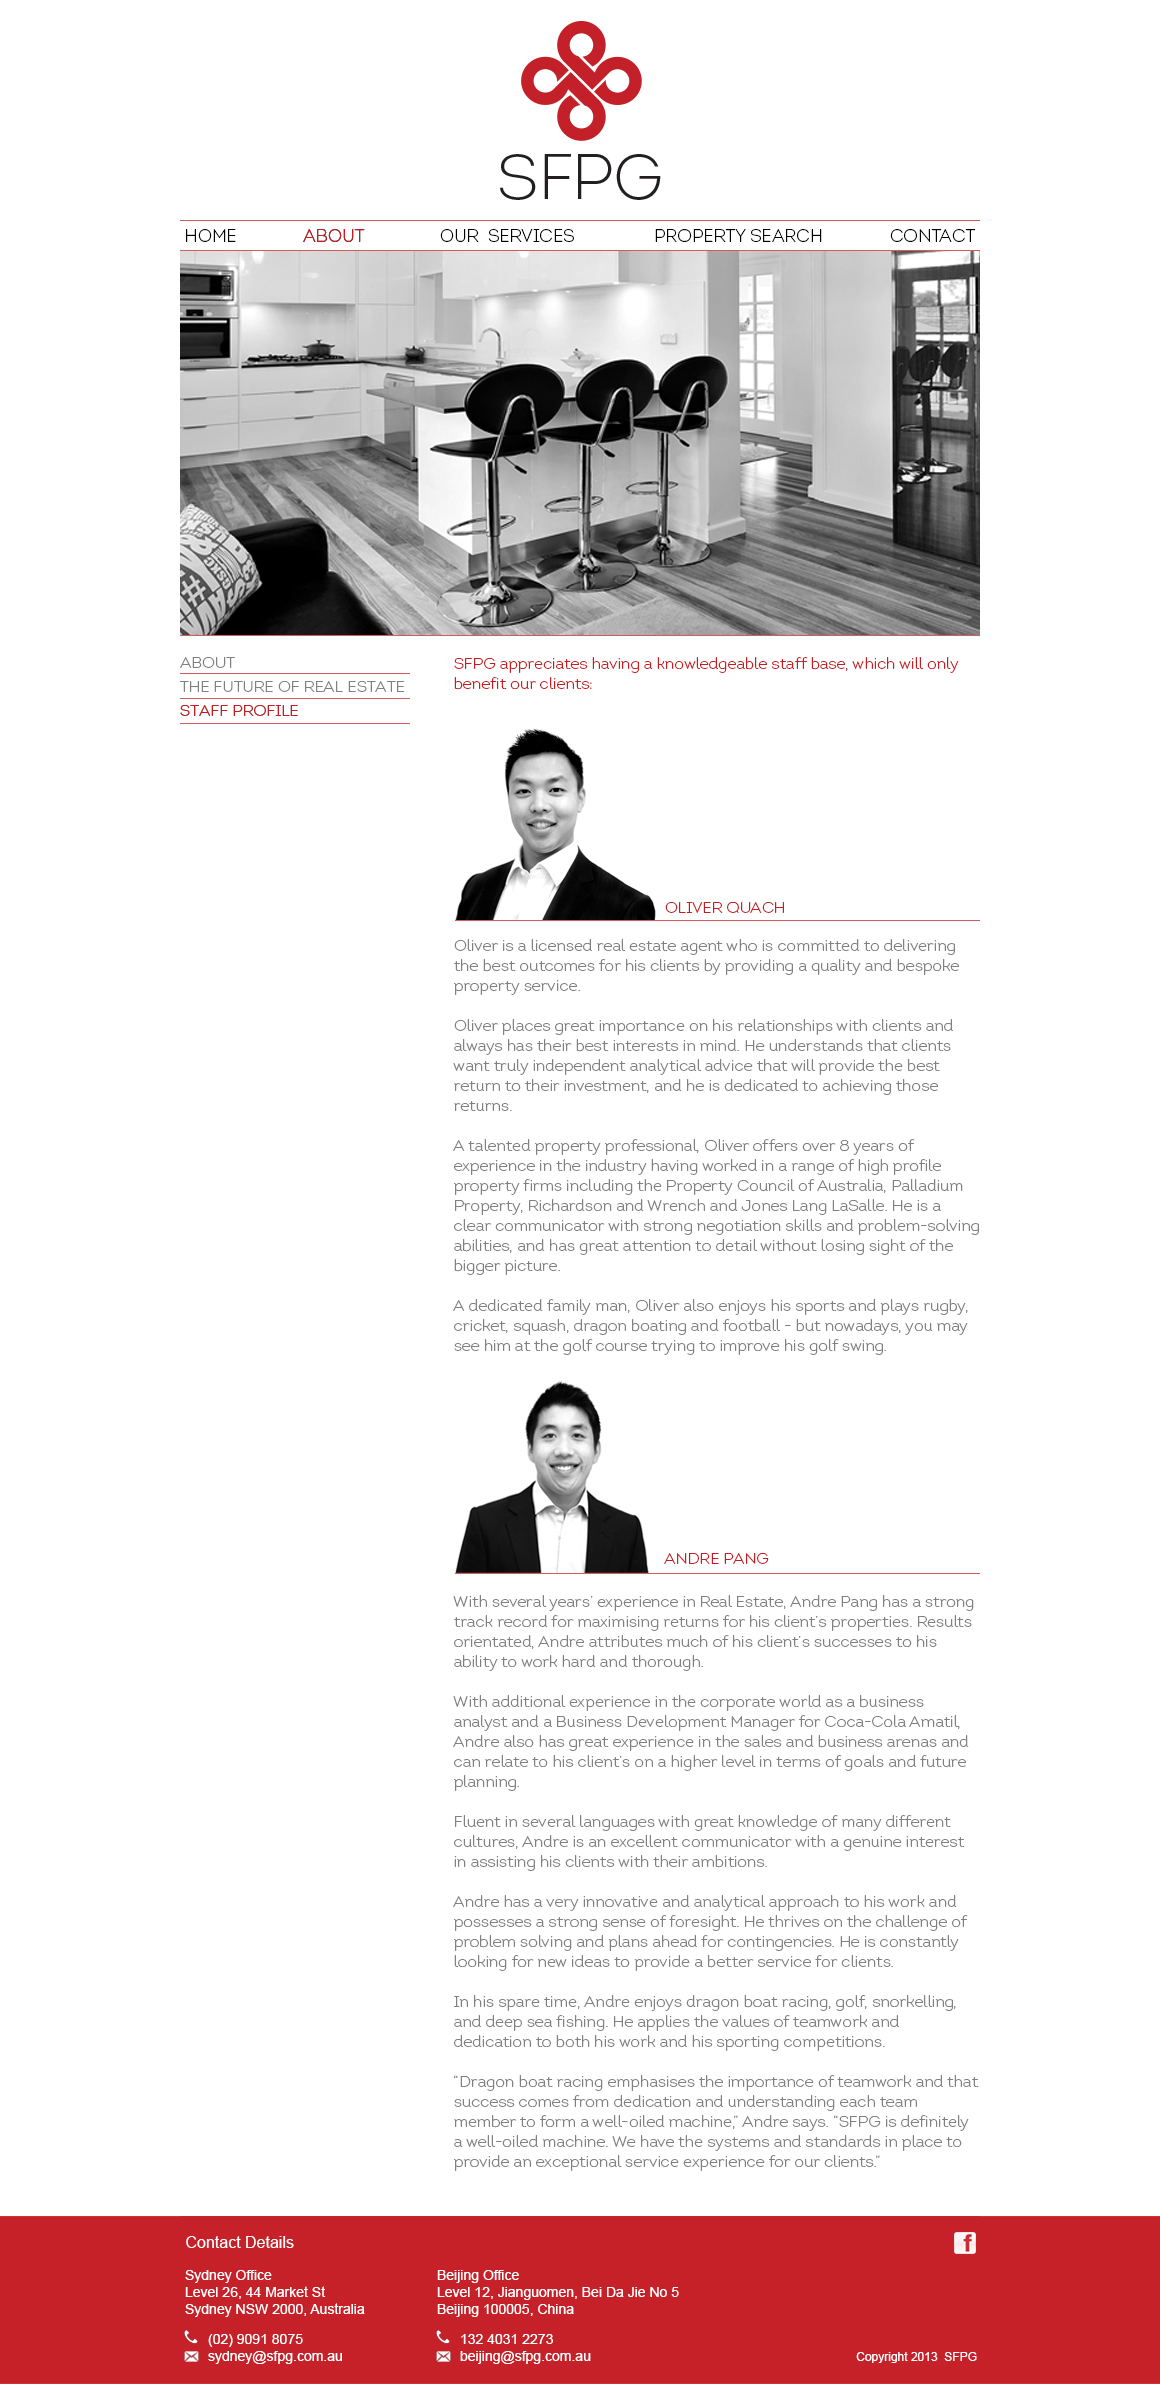 SFPG
HOME
ABOUT
OUR SERVICES
PROPERTY SEARCH
CONTACT
ABOUT
THE FUTURE OF REAL ESTATE
STAFF PROFILE
SFPG appreciates having a knowledgeable staff base, which will only
benefit our clients:
OLIVER QUACH
Oliver is a licensed real estate agent who is committed to delivering
the best outcomes for his clients by providing a quality and bespoke
property service.
Oliver places great importance on his relationships with clients and
always has their best interests in mind. He understands that clients
want truly independent analytical advice that will provide the best
return to their investment, and he is dedicated to achieving those
returns.
A talented property professional, Oliver offers over 8 years of
experience in the industry having worked in a range of high profile
property firms including the Property Council of Australia, Palladium
Property, Richardson and Wrench and Jones Lang LaSalle. He is a
clear communicator with strong negotiation skills and problem-solving
abilities, and has great attention to detail without losing sight of the
bigger picture.
A dedicated family man, Oliver also enjoys his sports and plays rugby,
cricket, squash, dragon boating and football - but nowadays, you may
see him at the golf course trying to improve his golf swing.
ANDRE PANG
With several years' experience in Real Estate, Andre Pang has a strong
track record for maximising returns for his client's properties. Results
orientated, Andre attributes much of his client's successes to his
ability to work hard and thorough.
With additional experience in the corporate world as a business
analyst and a Business Development Manager for Coca-Cola Amatil,
Andre also has great experience in the sales and business arenas and
can relate to his client's on a higher level in terms of goals and future
planning.
Fluent in several languages with great knowledge of many different
cultures, Andre is an excellent communicator with a genuine interest
in assisting his clients with their ambitions.
Andre has a very innovative and analytical approach to his work and
possesses a strong sense of foresight. He thrives on the challenge of
problem solving and plans ahead for contingencies. He is constantly
looking for new ideas to provide a better service for clients.
In his spare time, Andre enjoys dragon boat racing, golf, snorkelling,
and deep sea fishing. He applies the values of teamwork and
dedication to both his work and his sporting competitions.
"Dragon boat racing emphasises the importance of teamwork and that
success comes from dedication and understanding each team
member to form a well-oiled machine," Andre says. "SFPG is definitely
a well-oiled machine. We have the systems and standards in place to
provide an exceptional service experience for our clients."
Contact Details
f
Sydney Office
Level 26, 44 Market St
Sydney NSW 2000, Australia
(02) 9091 8075
sydney@sfpg.com.au
Beijing Office
Level 12, Jianguomen, Bei Da Jie No 5
Beijing 100005, China
132 4031 2273
beijing@sfpg.com.au
Copyright 2013 SFPG